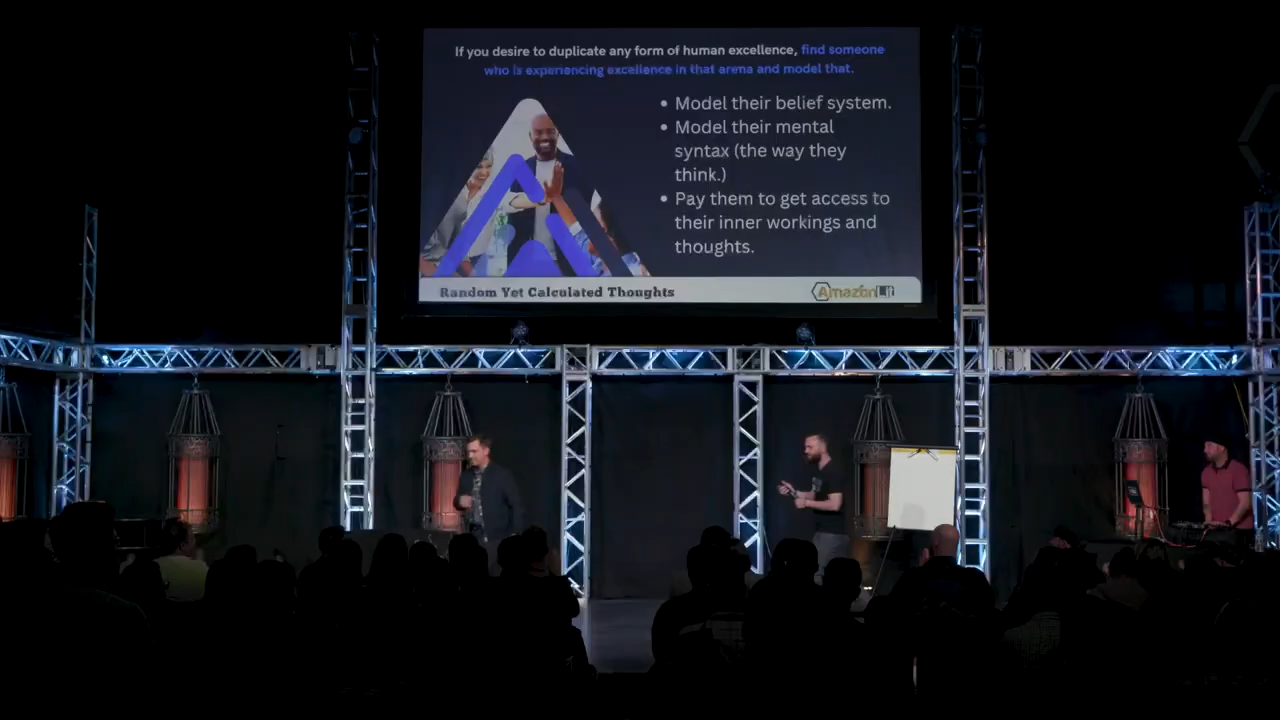 If you desire to duplicate any form of human excellence, find someone
who is experiencing excellence in that arena and model that.
• Model their belief system.
• Model their mental
syntax (the way they
think.)
• Pay them to get access to
their inner workings and
thoughts.
Random Yet Calculated Thoughts
AmazonLit